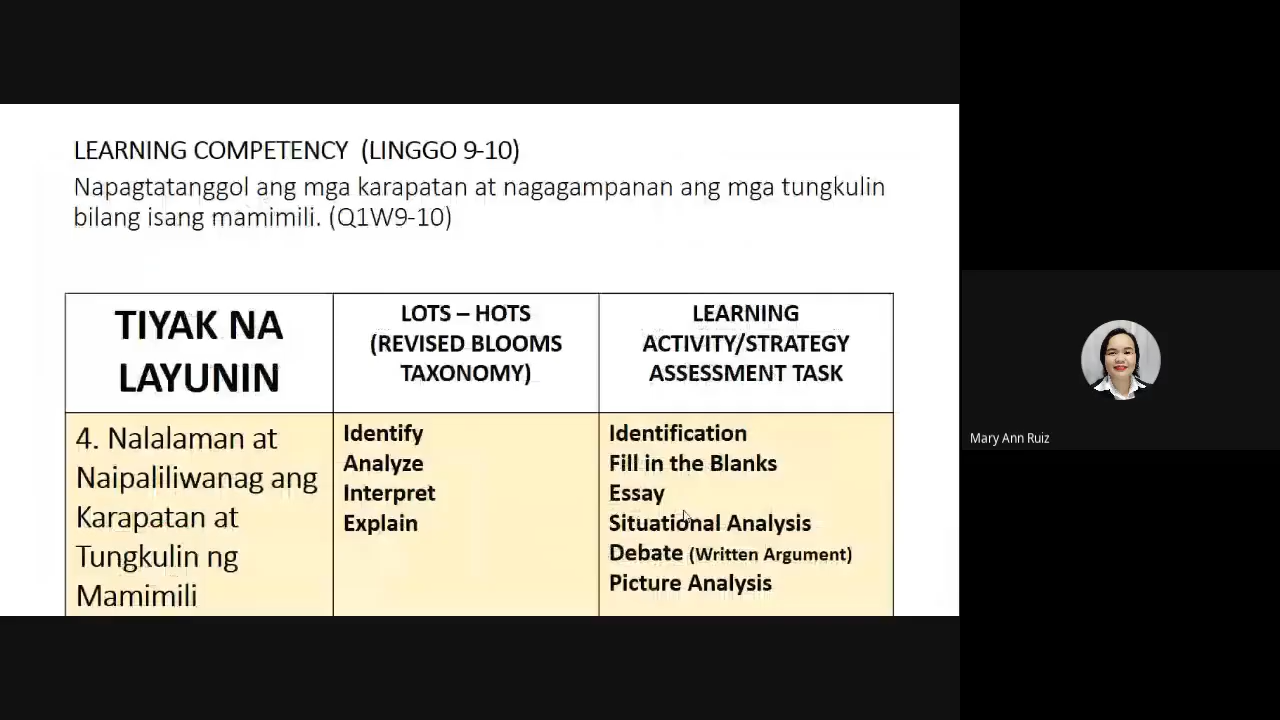 LEARNING COMPETENCY (LINGGO 9-10)
Napagtatanggol ang mga karapatan at nagagampanan ang mga tungkulin
bilang isang mamimili. (Q1W9-10)
TIYAK NA
LAYUNIN
LOTS – HOTS
(REVISED BLOOMS
TAXONOMY)
LEARNING
ACTIVITY/STRATEGY
ASSESSMENT TASK
4. Nalalaman at
Naipaliliwanag ang
Karapatan at
Tungkulin ng
Mamimili
Identify
Analyze
Interpret
Explain
Identification
Fill in the Blanks
Essay
Situational Analysis
Debate (Written Argument)
Picture Analysis
Mary Ann Ruiz